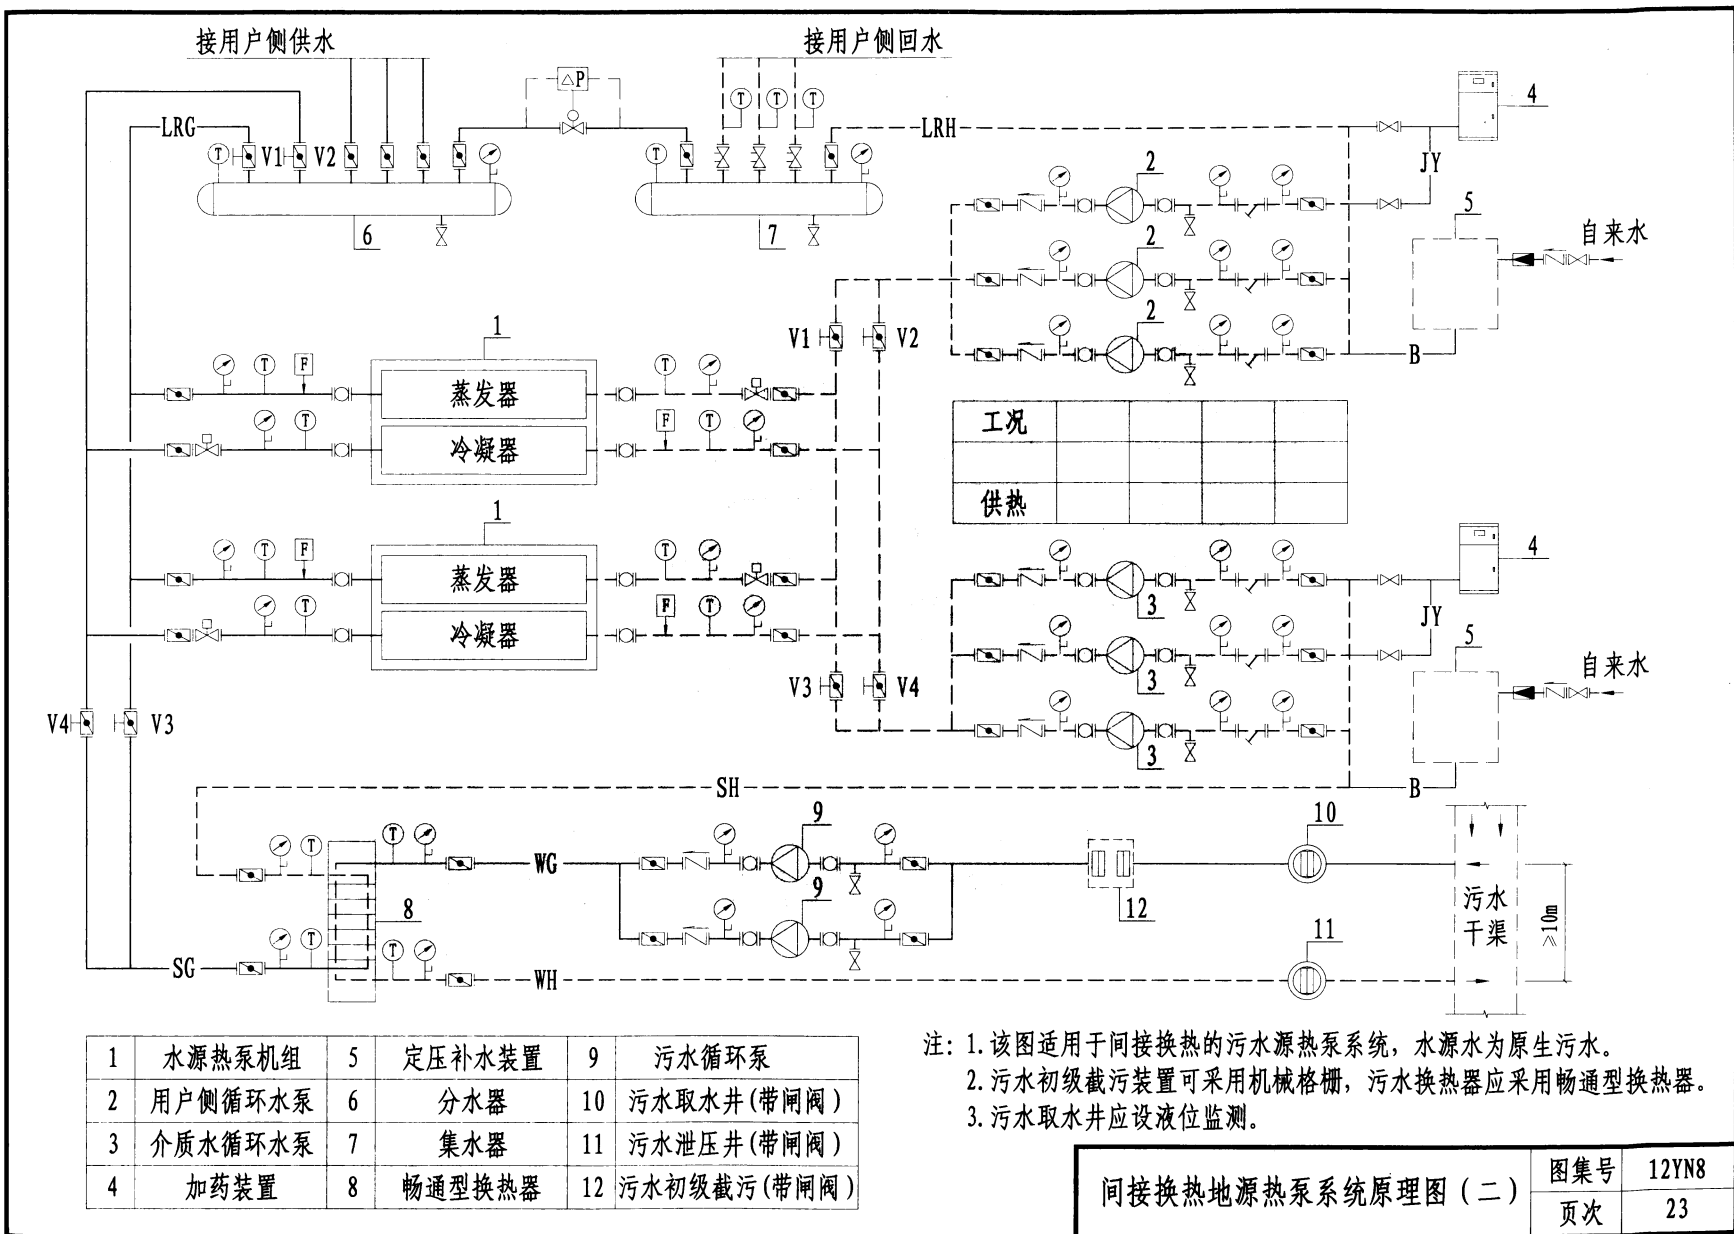 接用户侧供水
接用户侧回水
△P
T T T
4
LRG
LRH
V1 V2
T
T
JY
6
7
2
5
自来水
2
2
V1 V2
B
1
T F
蒸发器
T
T
冷凝器
F T
工况
供热
1
T F
蒸发器
T
T
冷凝器
F T
3
4
JY
3
5
自来水
V3 V4
V4 V3
3
SH
B
T
T
WG
9
10
12
8
9
污水
干渠
≥10m
11
SG
T
T
WH
1 水源热泵机组 5 定压补水装置 9 污水循环泵
2 用户侧循环水泵 6 分水器 10 污水取水井(带闸阀)
3 介质水循环水泵 7 集水器 11 污水泄压井(带闸阀)
4 加药装置 8 畅通型换热器 12 污水初级截污(带闸阀)
注: 1.该图适用于间接换热的污水源热泵系统，水源水为原生污水。
2.污水初级截污装置可采用机械格栅，污水换热器应采用畅通型换热器。
3.污水取水井应设液位监测。
间接换热地源热泵系统原理图（二）
图集号 12YN8
页次 23